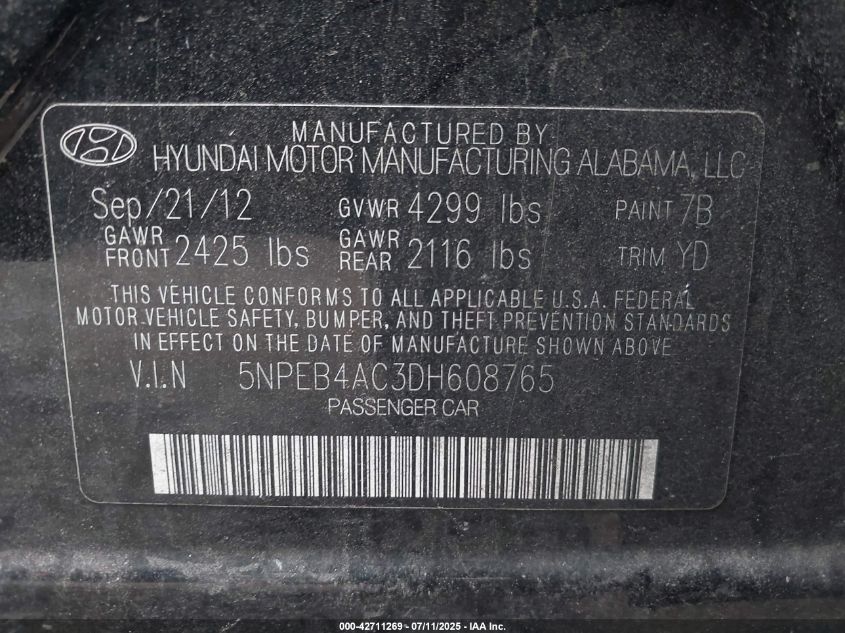 MANUFACTURED BY
HYUNDAI MOTOR MANUFACTURING ALABAMA, LLC
Sep/21/12 GVWR 4299 lbs PAINT 7B
GAWR FRONT 2425 lbs GAWR REAR 2116 lbs TRIM YD
THIS VEHICLE CONFORMS TO ALL APPLICABLE U.S.A. FEDERAL
MOTOR VEHICLE SAFETY, BUMPER, AND THEFT PREVENTION STANDARDS
IN EFFECT ON THE DATE OF MANUFACTURE SHOWN ABOVE
V.I.N 5NPEB4AC3DH608765
PASSENGER CAR
000-42711269 - 07/11/2025 - IAA Inc.